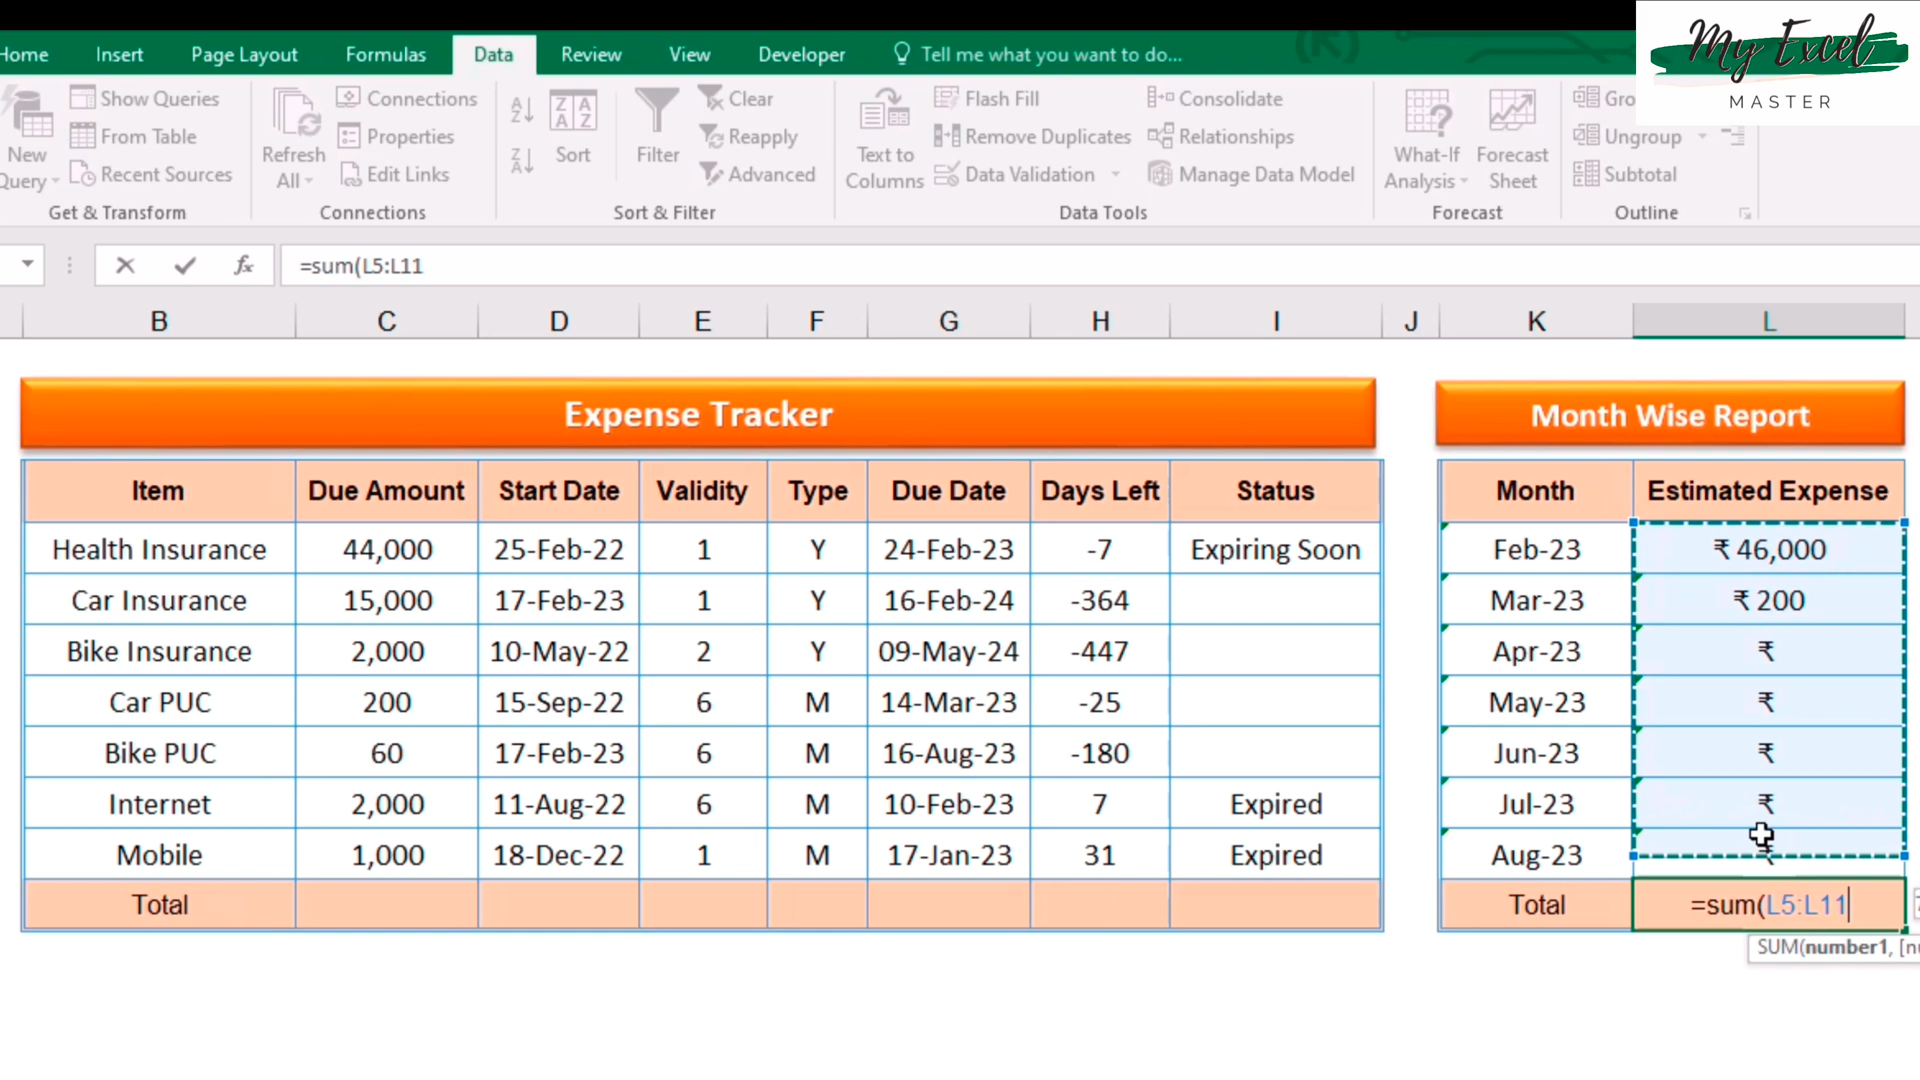 My Excel
MASTER
Home Insert Page Layout Formulas Data Review View Developer Tell me what you want to do...
Show Queries Connections Clear Flash Fill Consolidate
From Table Properties Reapply Remove Duplicates Relationships Ungroup
New Query Recent Sources Refresh All Edit Links Sort Filter Advanced Text to Columns Data Validation Manage Data Model What-If Analysis Forecast Sheet Subtotal
Get & Transform Connections Sort & Filter Data Tools Forecast Outline
=sum(L5:L11
B C D E F G H I J K L
Expense Tracker Month Wise Report
Item Due Amount Start Date Validity Type Due Date Days Left Status Month Estimated Expense
Health Insurance 44,000 25-Feb-22 1 Y 24-Feb-23 -7 Expiring Soon Feb-23 ₹ 46,000
Car Insurance 15,000 17-Feb-23 1 Y 16-Feb-24 -364 Mar-23 ₹ 200
Bike Insurance 2,000 10-May-22 2 Y 09-May-24 -447 Apr-23 ₹
Car PUC 200 15-Sep-22 6 M 14-Mar-23 -25 May-23 ₹
Bike PUC 60 17-Feb-23 6 M 16-Aug-23 -180 Jun-23 ₹
Internet 2,000 11-Aug-22 6 M 10-Feb-23 7 Expired Jul-23 ₹
Mobile 1,000 18-Dec-22 1 M 17-Jan-23 31 Expired Aug-23 ₹
Total Total =sum(L5:L11
SUM(number1, [nu